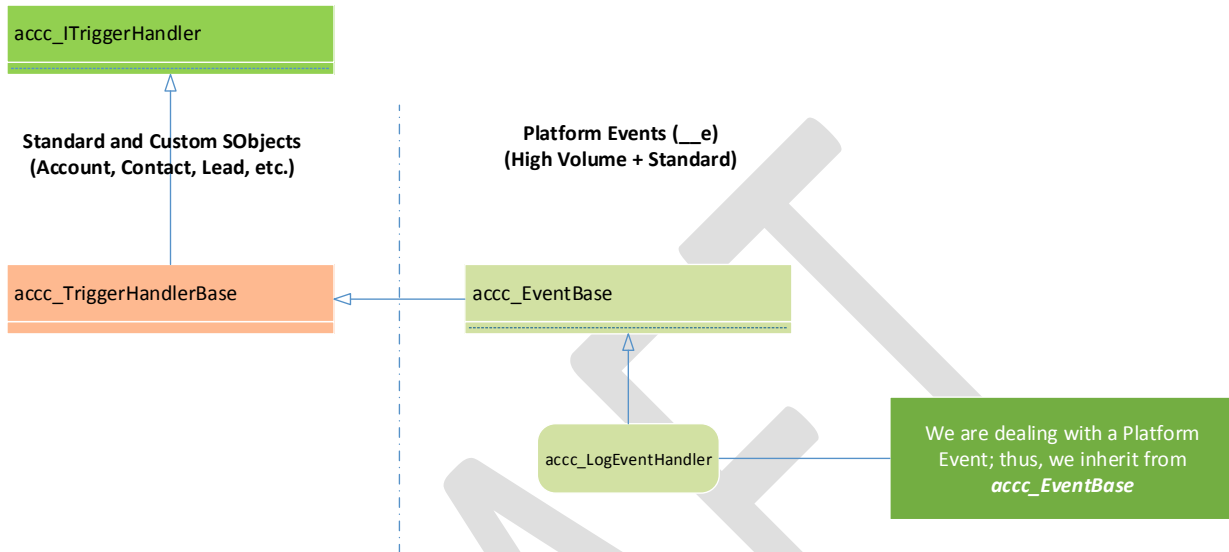 accc_ITriggerHandler
Standard and Custom SObjects
(Account, Contact, Lead, etc.)
Platform Events (__e)
(High Volume + Standard)
accc_TriggerHandlerBase
accc_EventBase
accc_LogEventHandler
We are dealing with a Platform
Event; thus, we inherit from
accc_EventBase